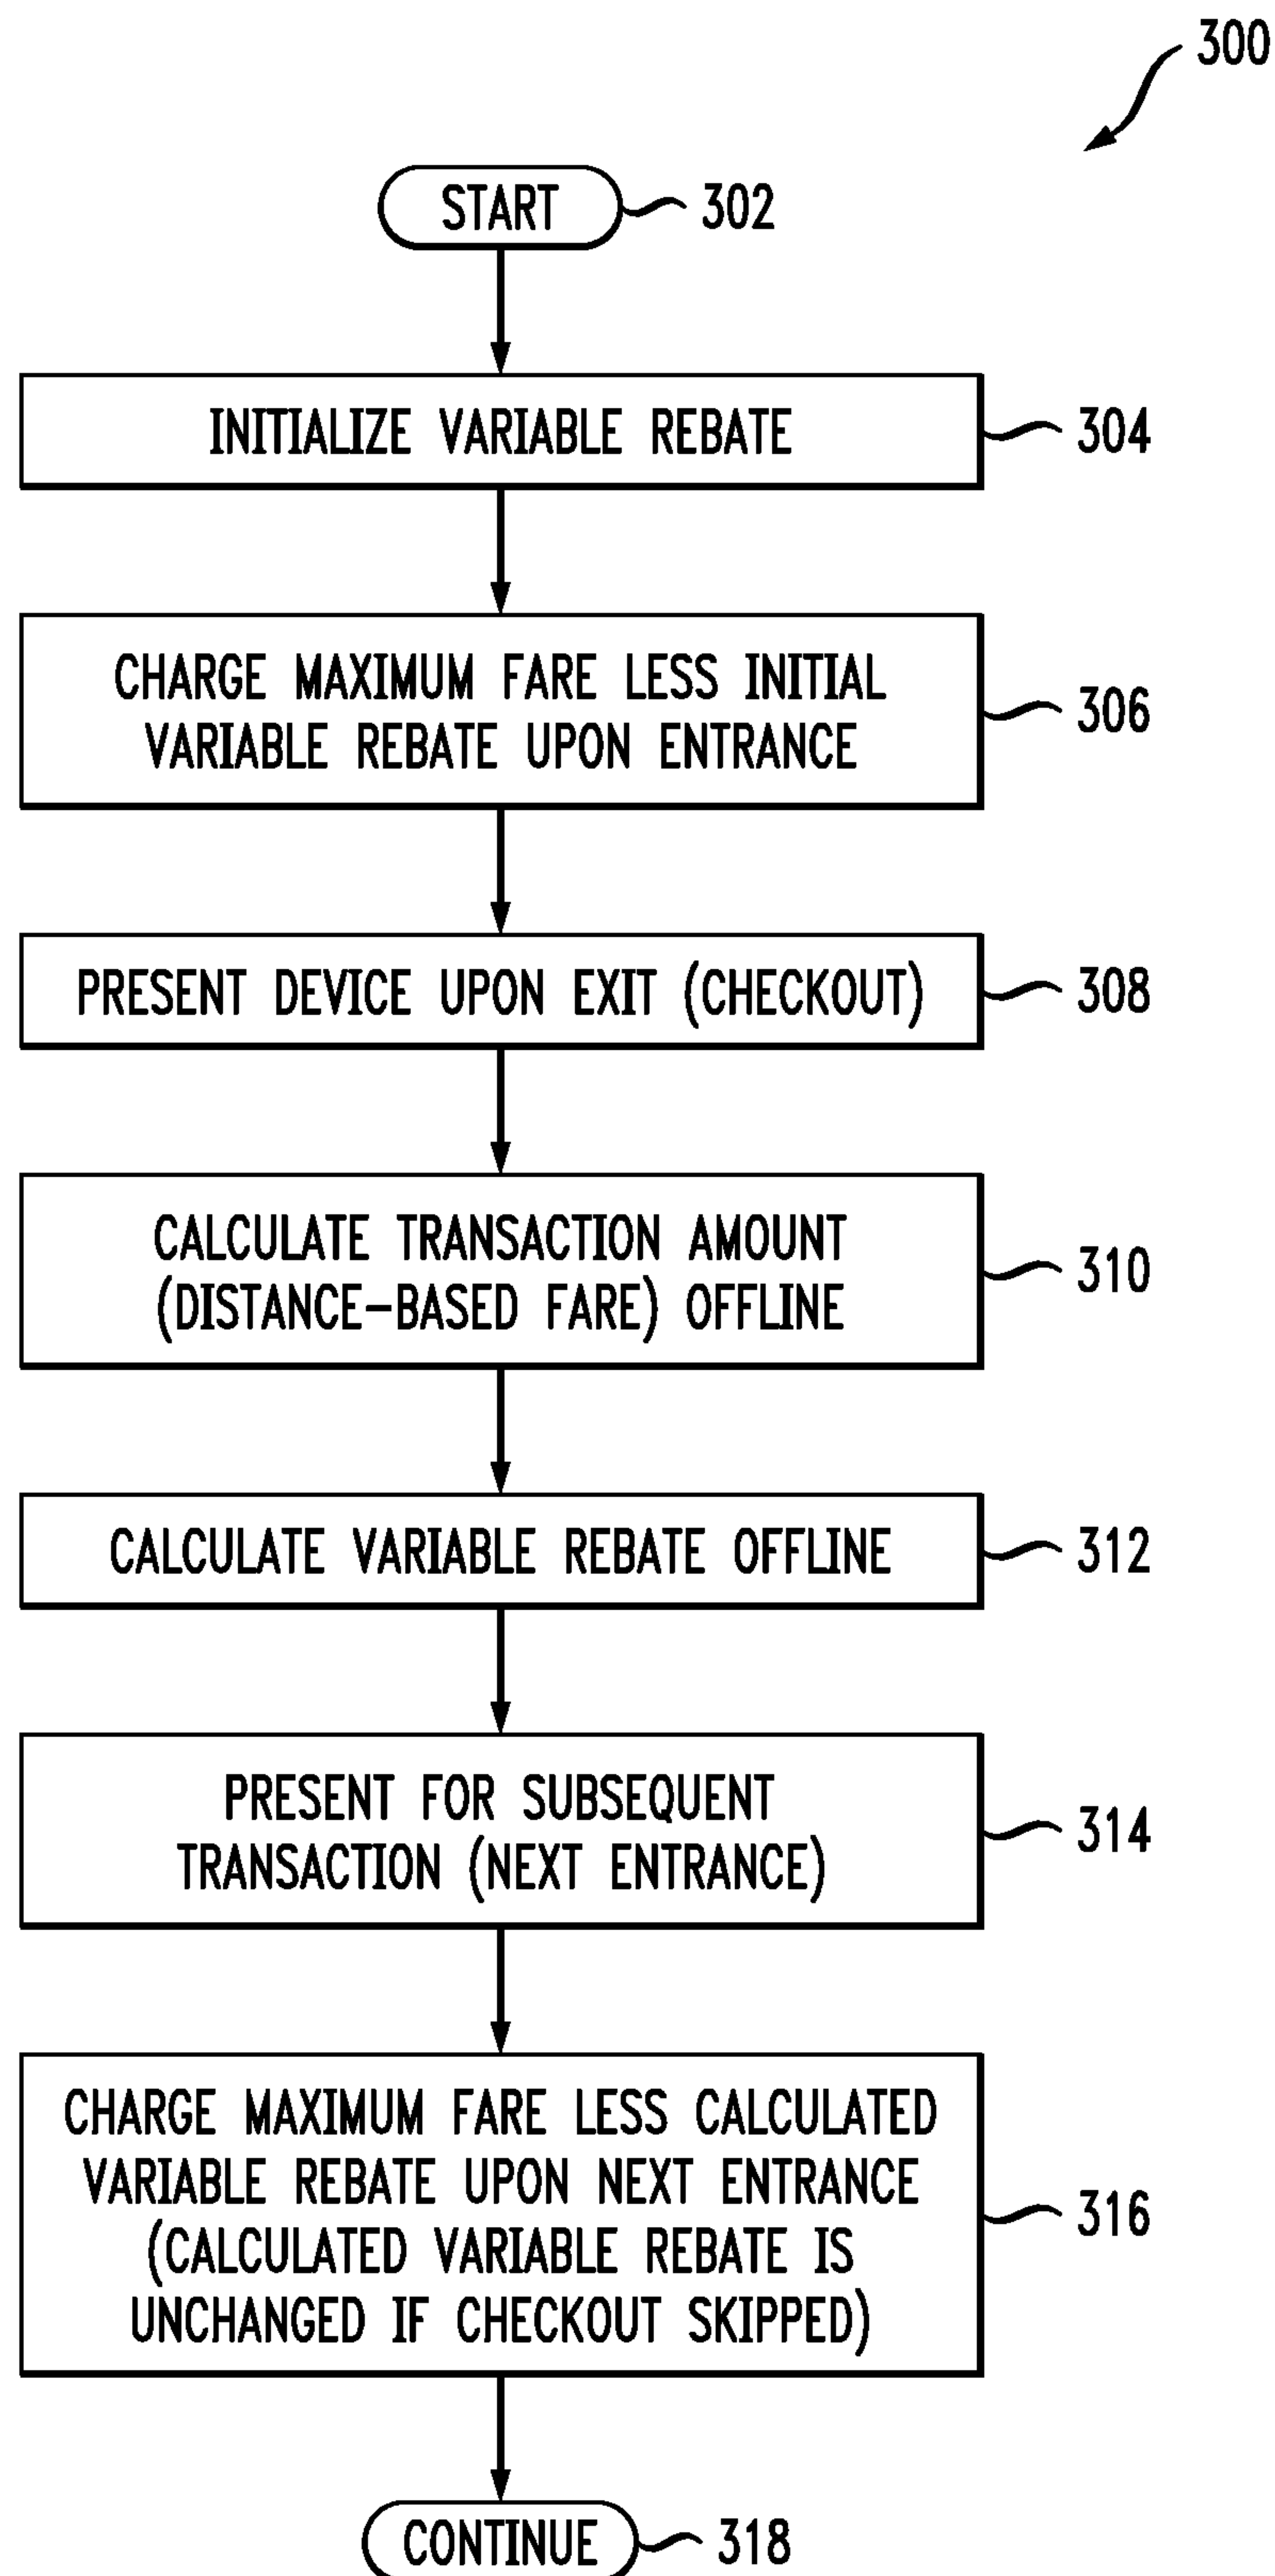 300
START
302
INITIALIZE VARIABLE REBATE
304
CHARGE MAXIMUM FARE LESS INITIAL
VARIABLE REBATE UPON ENTRANCE
306
PRESENT DEVICE UPON EXIT (CHECKOUT)
308
CALCULATE TRANSACTION AMOUNT
(DISTANCE-BASED FARE) OFFLINE
310
CALCULATE VARIABLE REBATE OFFLINE
312
PRESENT FOR SUBSEQUENT
TRANSACTION (NEXT ENTRANCE)
314
CHARGE MAXIMUM FARE LESS CALCULATED
VARIABLE REBATE UPON NEXT ENTRANCE
(CALCULATED VARIABLE REBATE IS
UNCHANGED IF CHECKOUT SKIPPED)
316
CONTINUE
318